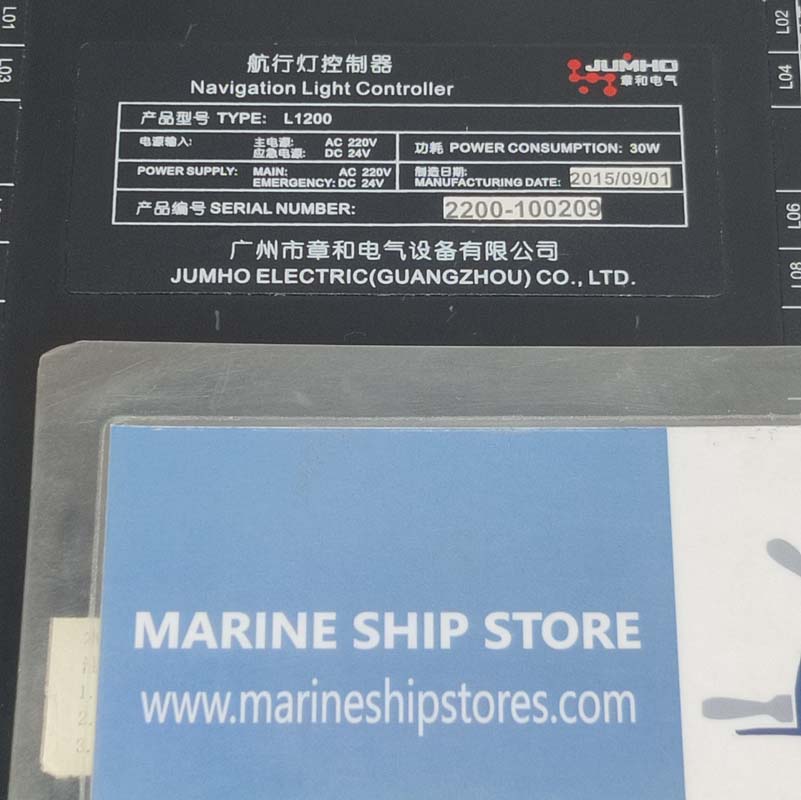 L01
L03
L02
L04
L06
L08
航行灯控制器
Navigation Light Controller
JUMHO
章和电气
产品型号 TYPE: L1200
电源输入: 主电源: AC 220V
应急电源: DC 24V
功耗 POWER CONSUMPTION: 30W
POWER SUPPLY: MAIN: AC 220V
EMERGENCY: DC 24V
制造日期:
MANUFACTURING DATE: 2015/09/01
产品编号 SERIAL NUMBER: 2200-100209
广州市章和电气设备有限公司
JUMHO ELECTRIC(GUANGZHOU) CO., LTD.
MARINE SHIP STORE
www.marineshipstores.com
1.
2.
3.